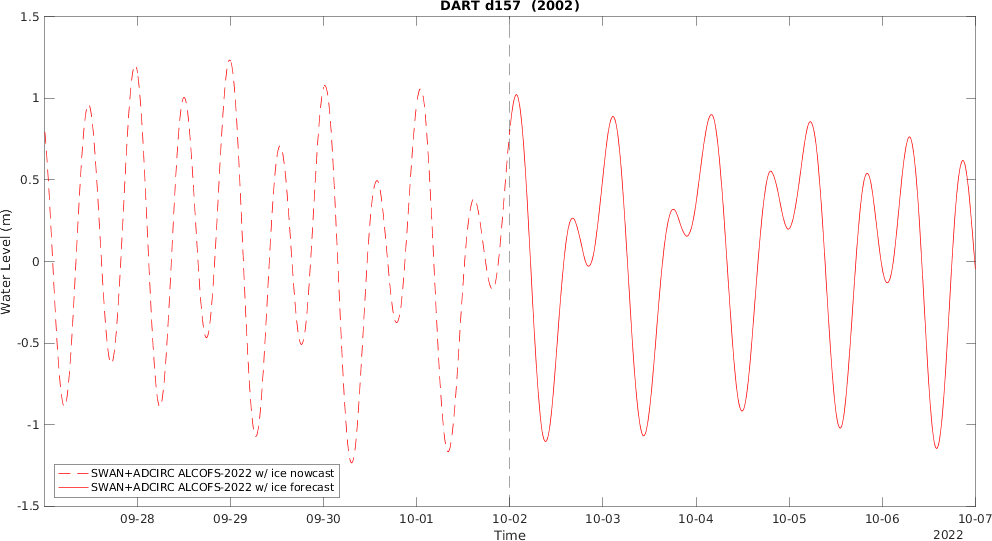 DART d157  (2002)
1.5
1
0.5
0
-0.5
-1
-1.5
Water Level (m)
SWAN+ADCIRC ALCOFS-2022 w/ ice nowcast
SWAN+ADCIRC ALCOFS-2022 w/ ice forecast
09-28 09-29 09-30 10-01 10-02 10-03 10-04 10-05 10-06 10-07
Time
2022